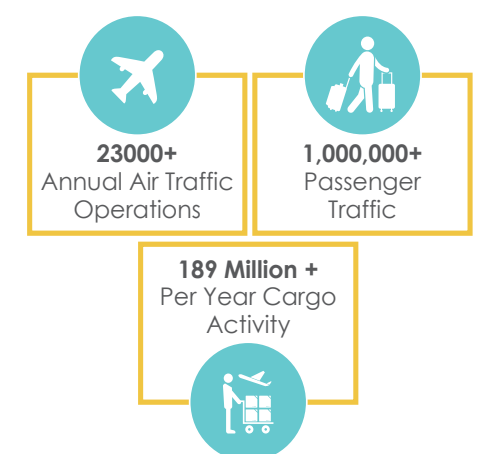 23000+
Annual Air Traffic
Operations
1,000,000+
Passenger
Traffic
189 Million +
Per Year Cargo
Activity